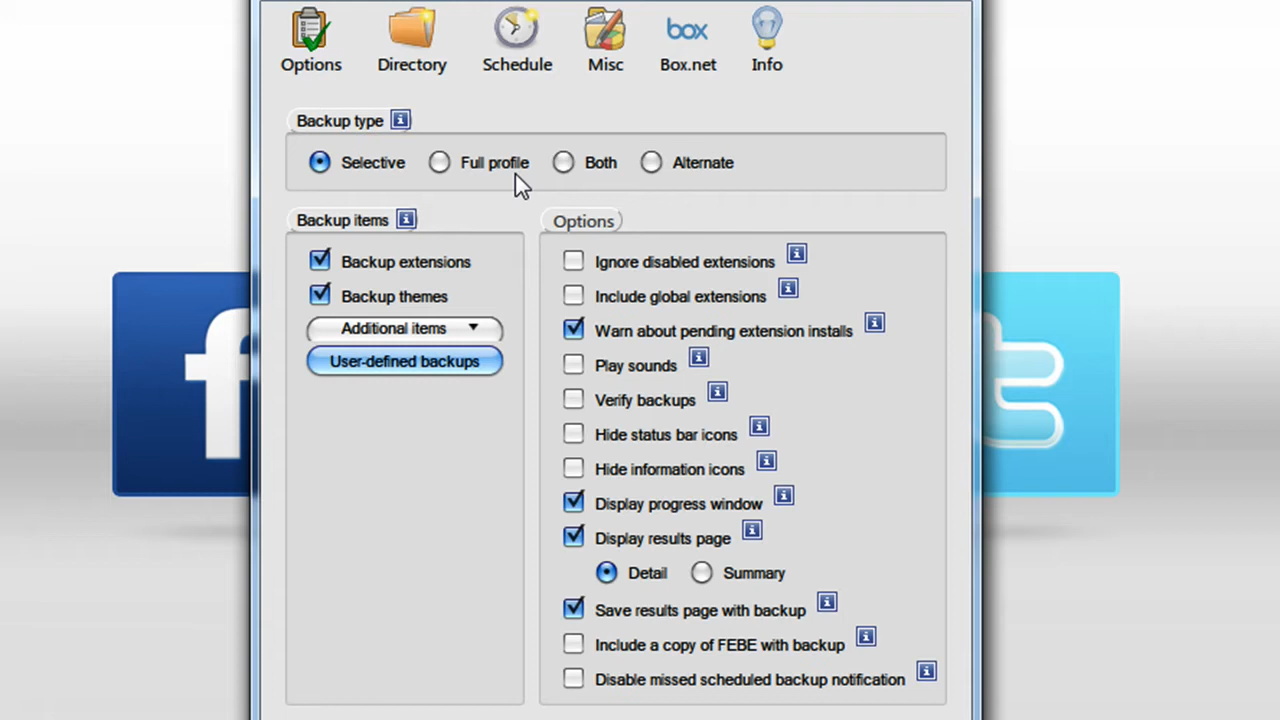 box
Options Directory Schedule Misc Box.net Info
Backup type
Selective Full profile Both Alternate
Backup items
Backup extensions
Backup themes
Additional items
User-defined backups
Options
Ignore disabled extensions
Include global extensions
Warn about pending extension installs
Play sounds
Verify backups
Hide status bar icons
Hide information icons
Display progress window
Display results page
Detail Summary
Save results page with backup
Include a copy of FEBE with backup
Disable missed scheduled backup notification